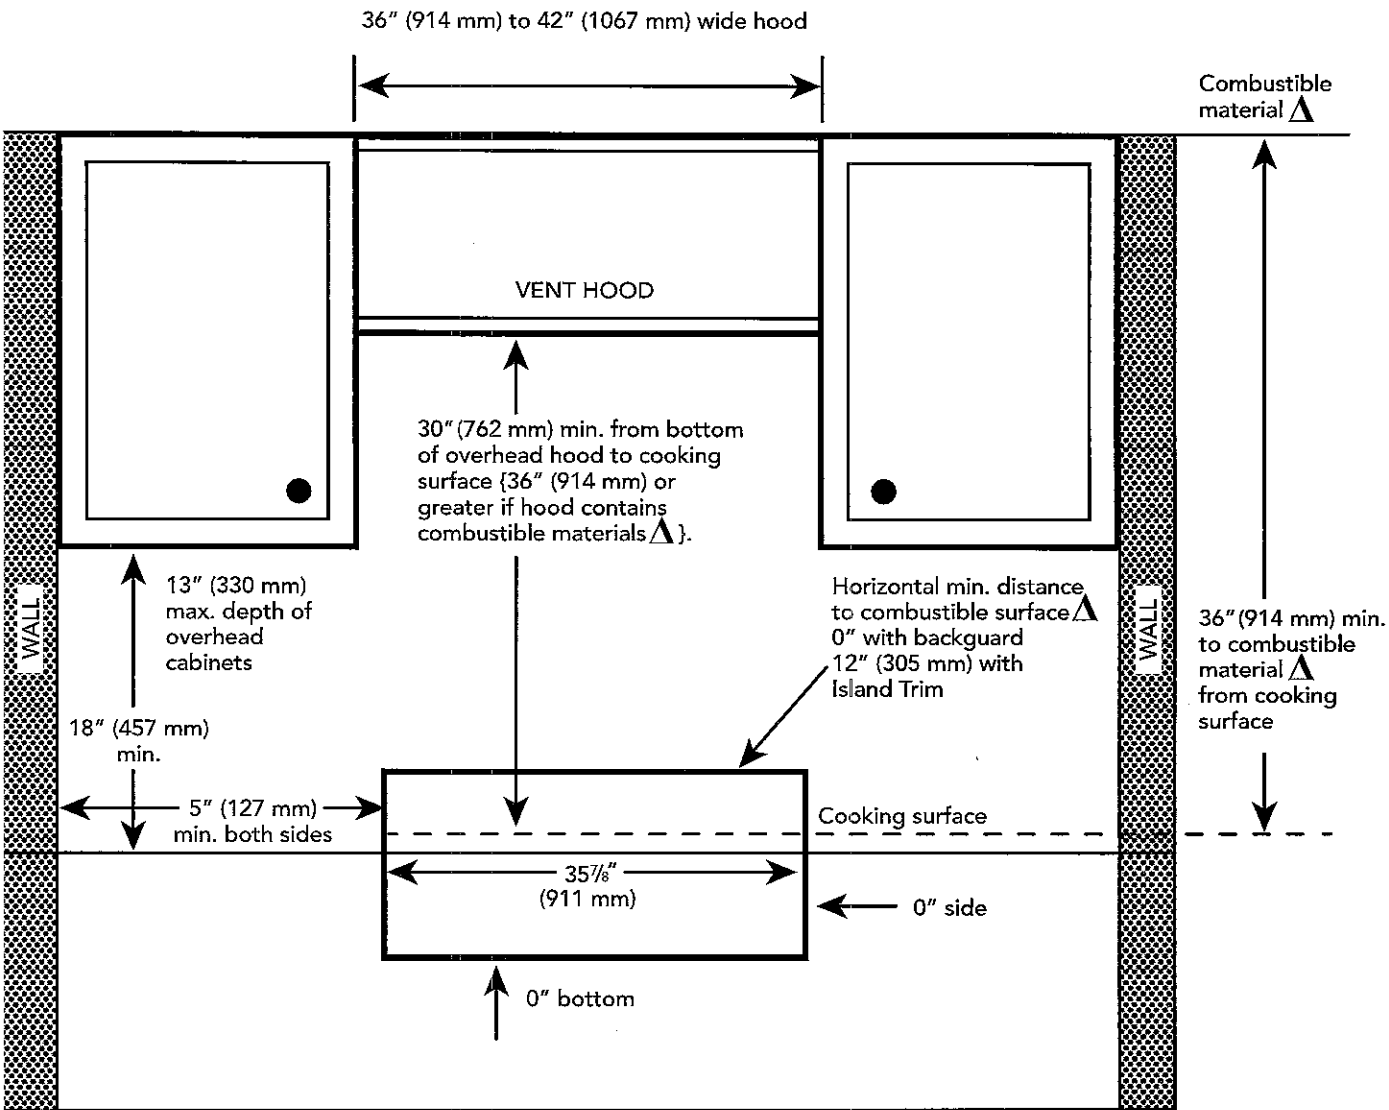 36" (914 mm) to 42" (1067 mm) wide hood
Combustible
material Δ
VENT HOOD
30" (762 mm) min. from bottom
of overhead hood to cooking
surface {36" (914 mm) or
greater if hood contains
combustible materials Δ }.
WALL
13" (330 mm)
max. depth of
overhead
cabinets
Horizontal min. distance
to combustible surface Δ
0" with backguard
12" (305 mm) with
Island Trim
WALL
36" (914 mm) min.
to combustible
material Δ
from cooking
surface
18" (457 mm)
min.
5" (127 mm)
min. both sides
Cooking surface
35⅞"
(911 mm)
0" side
0" bottom